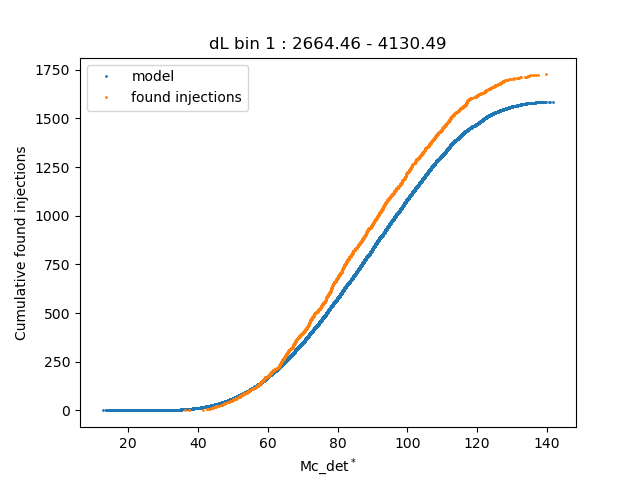 dL bin 1 : 2664.46 - 4130.49
model
found injections
Cumulative found injections
1750
1500
1250
1000
750
500
250
0
20 40 60 80 100 120 140
Mc_det*